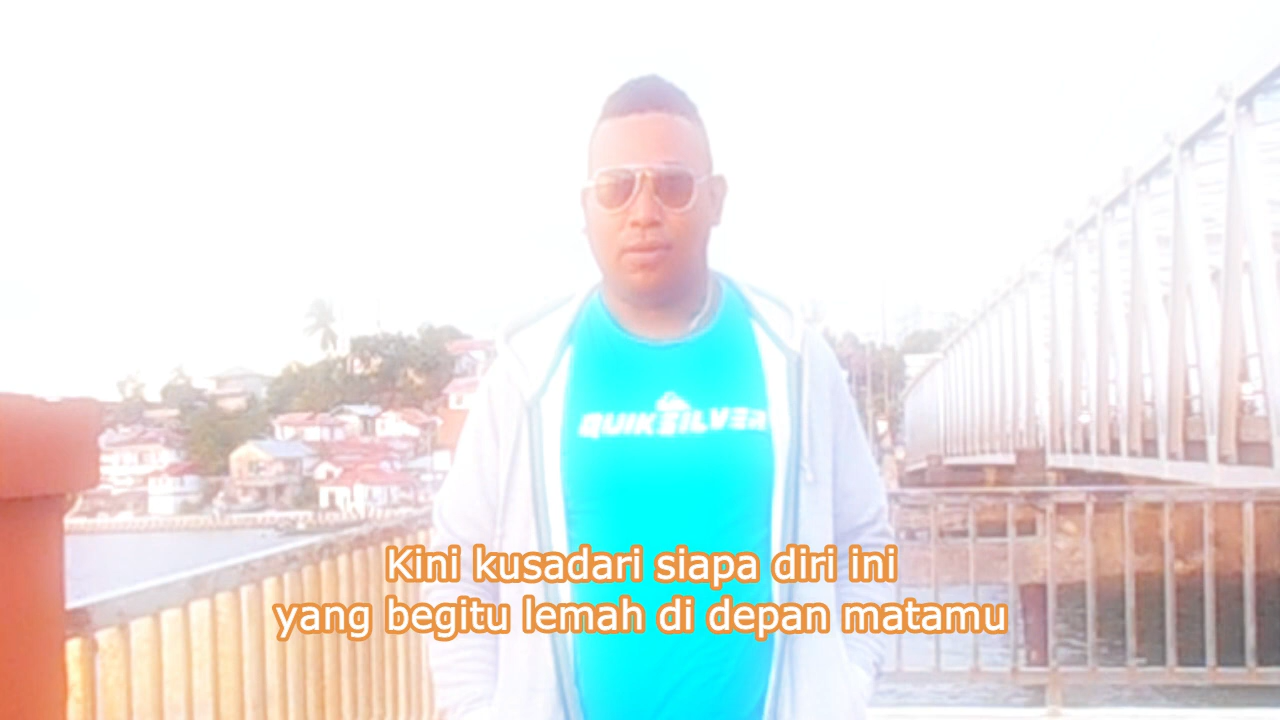 QUIKSILVER
Kini kusadari siapa diri ini
yang begitu lemah di depan matamu